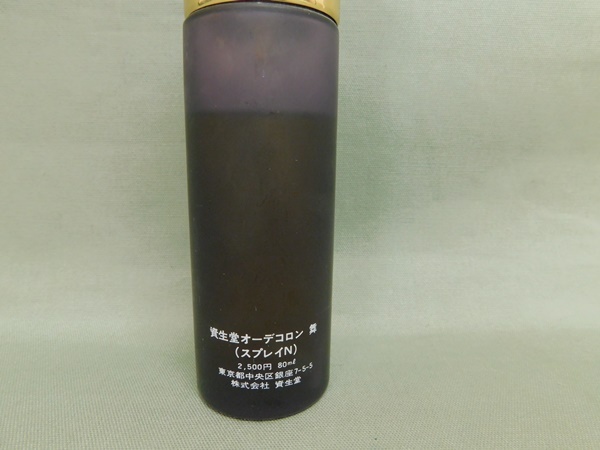 資生堂オーデコロン 舞
(スプレイN)
2,500円 80ml
東京都中央区銀座7-5-5
株式会社 資生堂